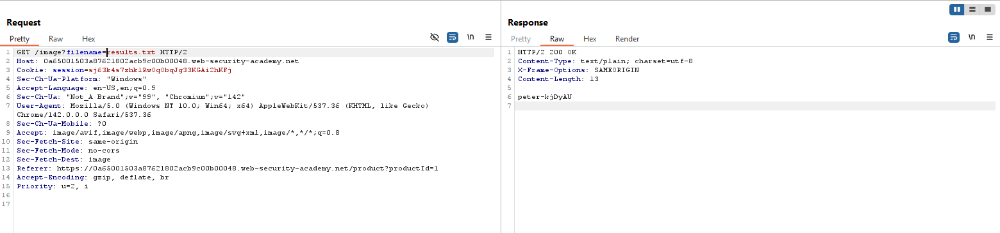 Request
Pretty Raw Hex \n
1 GET /image?filename=results.txt HTTP/2
2 Host: 0a65001503a87621802acb9c00b00048.web-security-academy.net
3 Cookie: session=sj63k4s7zhklRw0q0bqJg33KGAi2hKFj
4 Sec-Ch-Ua-Platform: "Windows"
5 Accept-Language: en-US,en;q=0.9
6 Sec-Ch-Ua: "Not_A Brand";v="99", "Chromium";v="142"
7 User-Agent: Mozilla/5.0 (Windows NT 10.0; Win64; x64) AppleWebKit/537.36 (KHTML, like Gecko)
Chrome/142.0.0.0 Safari/537.36
8 Sec-Ch-Ua-Mobile: ?0
9 Accept: image/avif,image/webp,image/apng,image/svg+xml,image/*,*/*;q=0.8
10 Sec-Fetch-Site: same-origin
11 Sec-Fetch-Mode: no-cors
12 Sec-Fetch-Dest: image
13 Referer: https://0a65001503a87621802acb9c00b00048.web-security-academy.net/product?productId=1
14 Accept-Encoding: gzip, deflate, br
15 Priority: u=2, i
16
17
Response
Pretty Raw Hex Render \n
1 HTTP/2 200 OK
2 Content-Type: text/plain; charset=utf-8
3 X-Frame-Options: SAMEORIGIN
4 Content-Length: 13
5
6 peter-kjDyAU
7